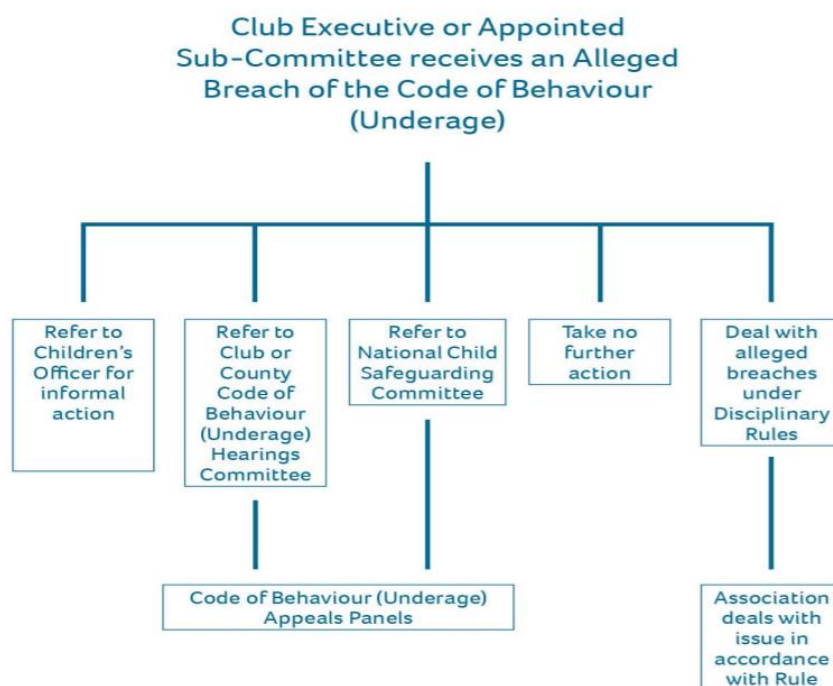 Club Executive or Appointed
Sub-Committee receives an Alleged
Breach of the Code of Behaviour
(Underage)
Refer to
Children's
Officer for
informal
action
Refer to
Club or
County
Code of
Behaviour
(Underage)
Hearings
Committee
Refer to
National Child
Safeguarding
Committee
Take no
further
action
Deal with
alleged
breaches
under
Disciplinary
Rules
Code of Behaviour (Underage)
Appeals Panels
Association
deals with
issue in
accordance
with Rule